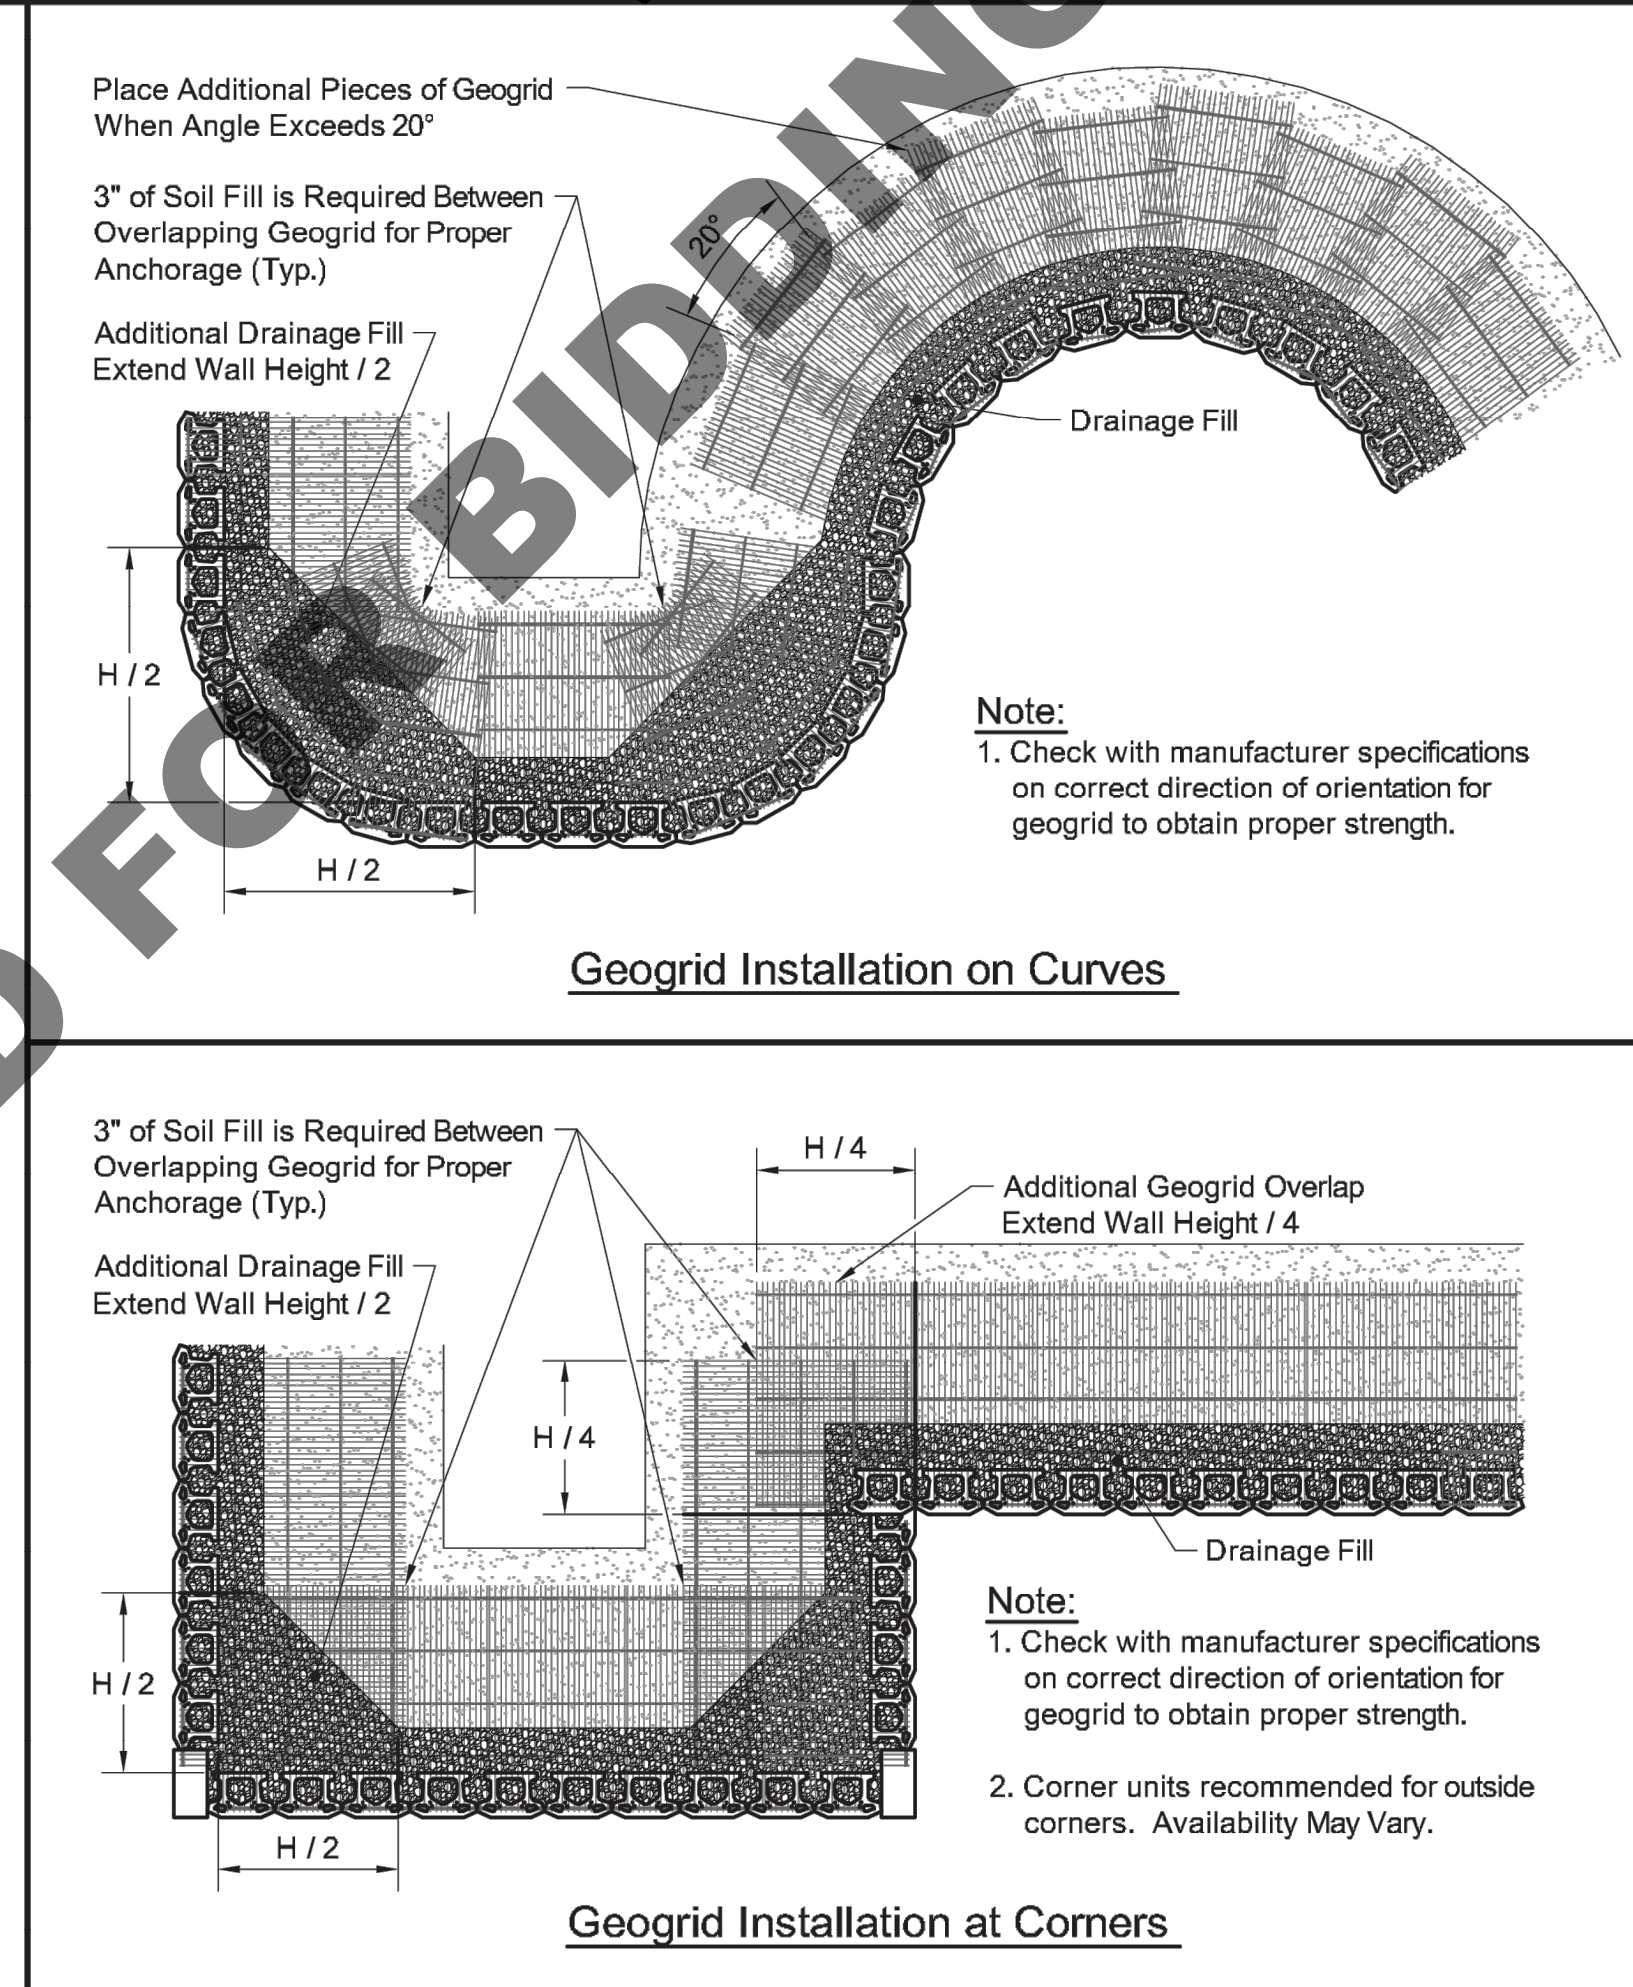 Place Additional Pieces of Geogrid
When Angle Exceeds 20°
3" of Soil Fill is Required Between
Overlapping Geogrid for Proper
Anchorage (Typ.)
20°
Additional Drainage Fill
Extend Wall Height / 2
Drainage Fill
H / 2
Note:
1. Check with manufacturer specifications
on correct direction of orientation for
geogrid to obtain proper strength.
H / 2
Geogrid Installation on Curves
D FOR BIDDING
3" of Soil Fill is Required Between
Overlapping Geogrid for Proper
Anchorage (Typ.)
H / 4
Additional Geogrid Overlap
Extend Wall Height / 4
Additional Drainage Fill
Extend Wall Height / 2
H / 4
Drainage Fill
Note:
1. Check with manufacturer specifications
on correct direction of orientation for
geogrid to obtain proper strength.
H / 2
2. Corner units recommended for outside
corners. Availability May Vary.
H / 2
Geogrid Installation at Corners